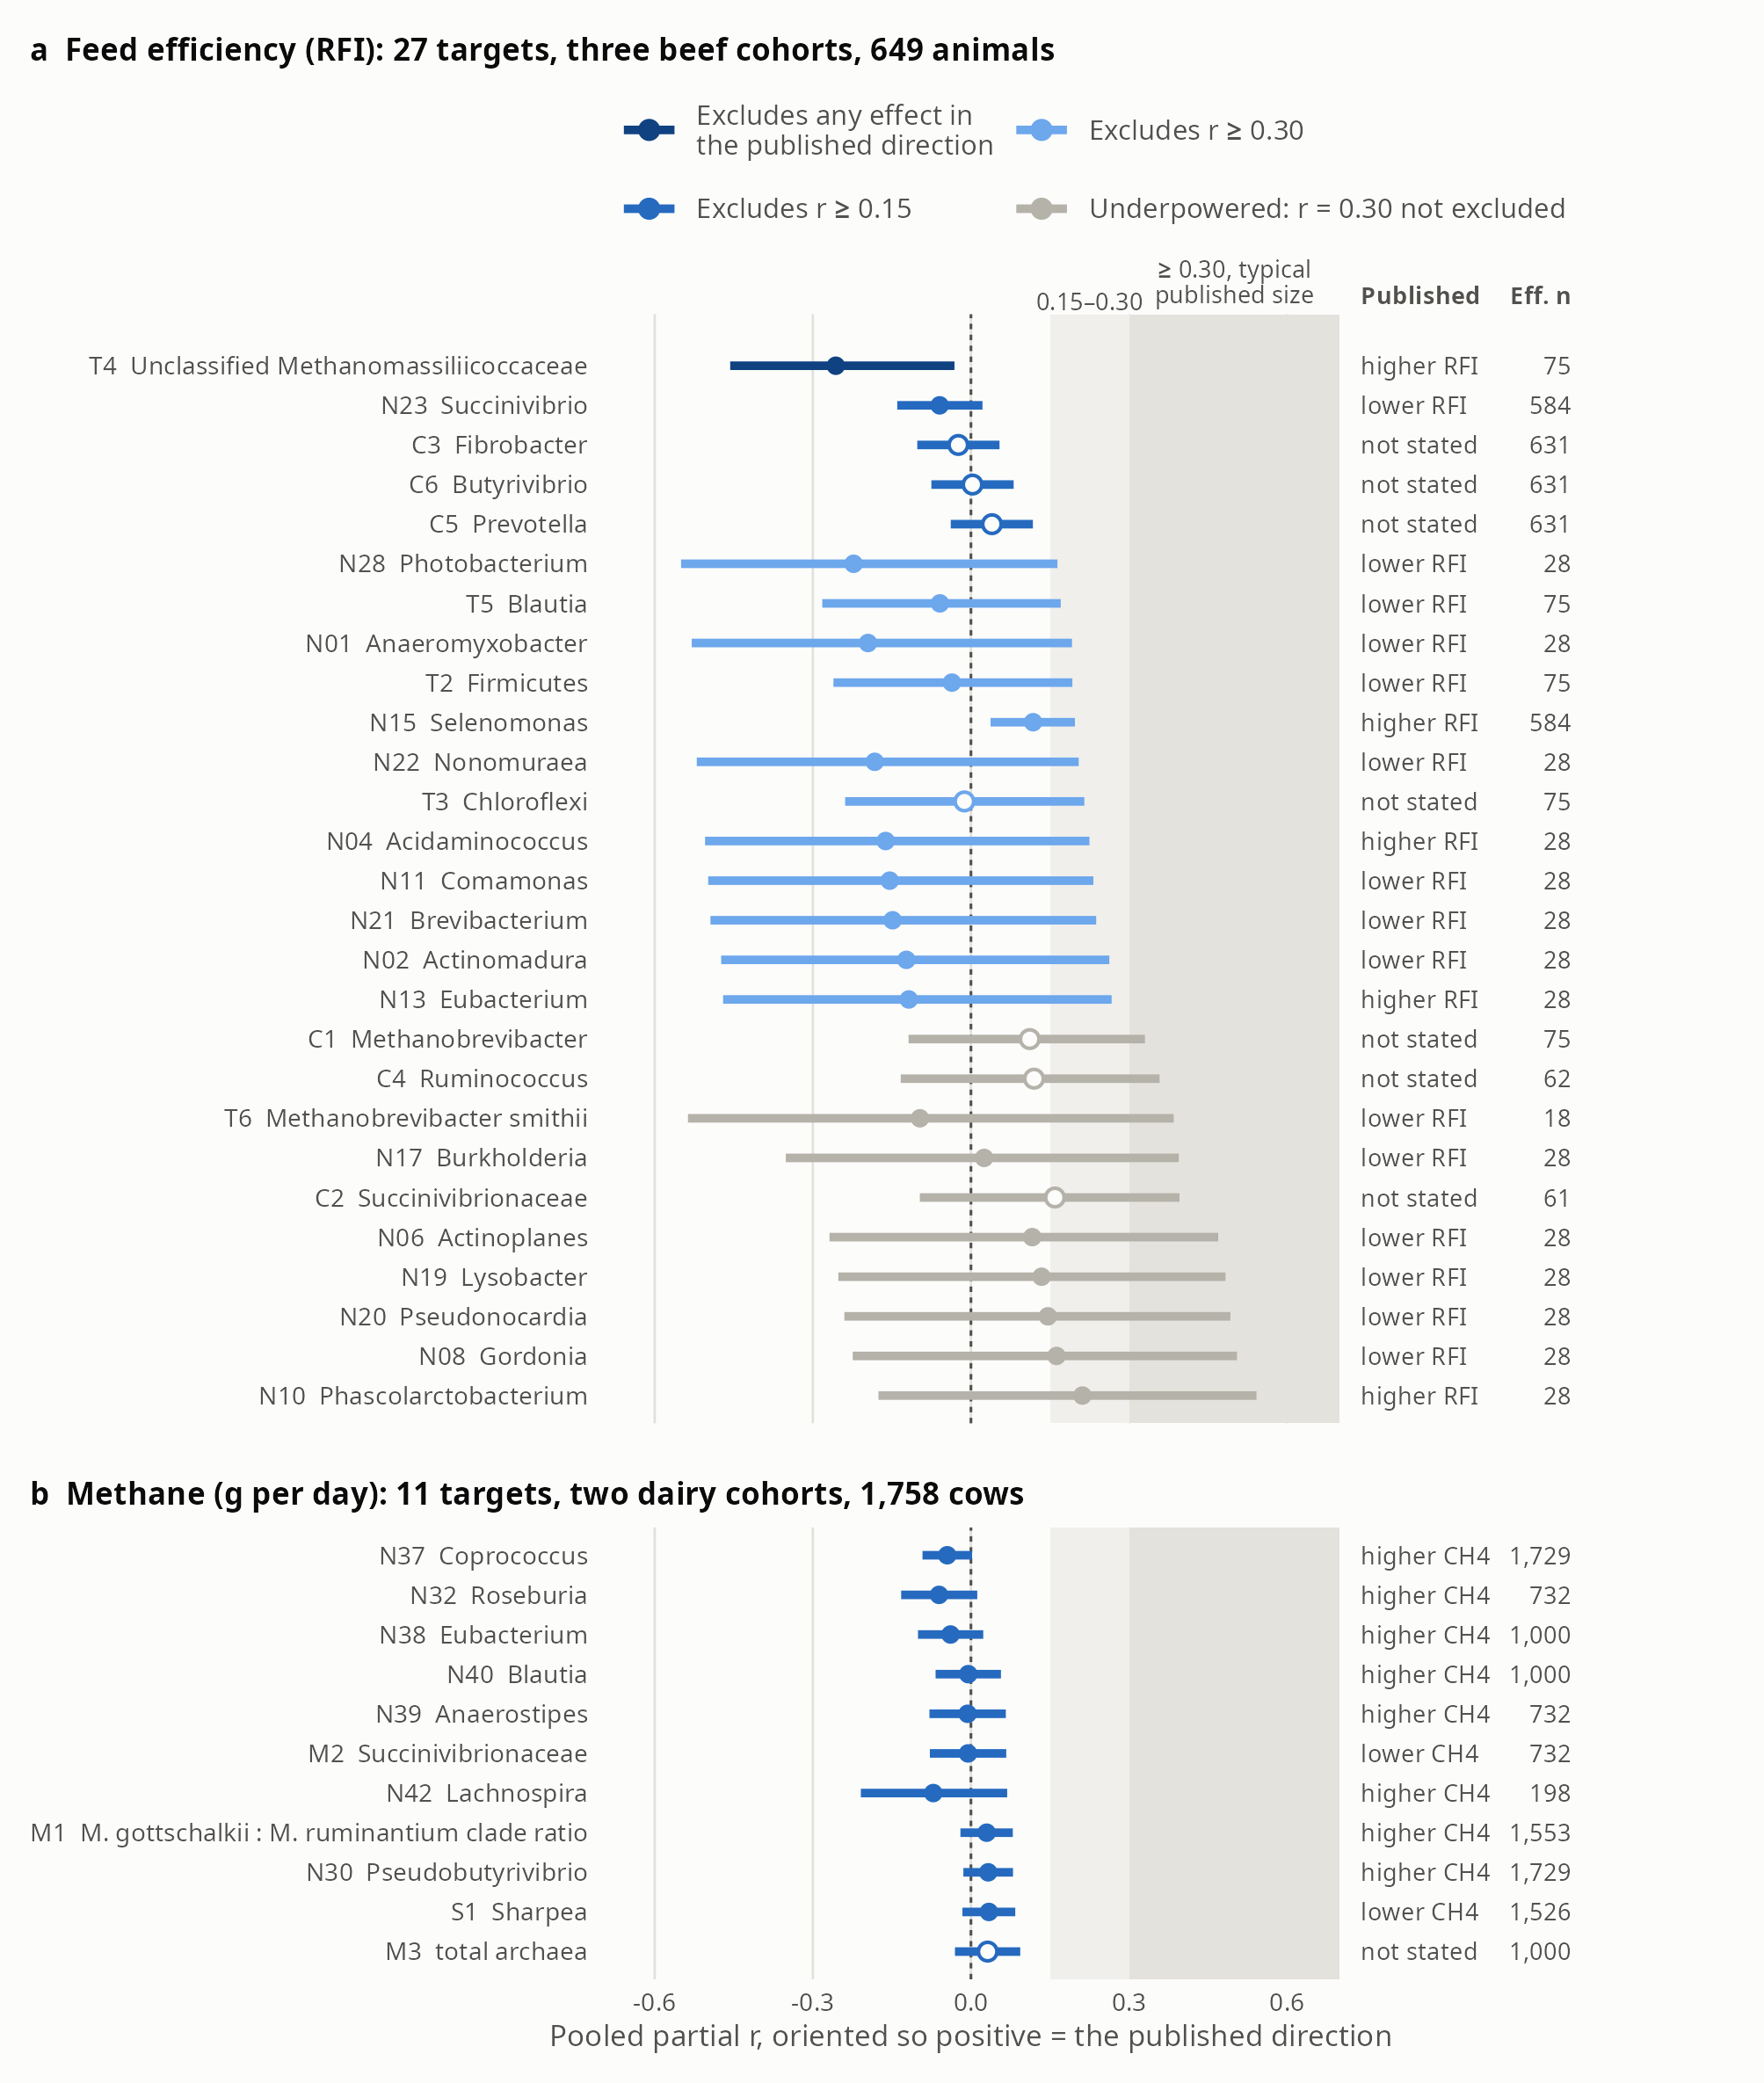 a Feed efficiency (RFI): 27 targets, three beef cohorts, 649 animals
Excludes any effect in
the published direction
Excludes r ≥ 0.30
Excludes r ≥ 0.15
Underpowered: r = 0.30 not excluded
0.15–0.30
≥ 0.30, typical
published size
Published Eff. n
T4 Unclassified Methanomassiliicoccaceae higher RFI 75
N23 Succinivibrio lower RFI 584
C3 Fibrobacter not stated 631
C6 Butyrivibrio not stated 631
C5 Prevotella not stated 631
N28 Photobacterium lower RFI 28
T5 Blautia lower RFI 75
N01 Anaeromyxobacter lower RFI 28
T2 Firmicutes lower RFI 75
N15 Selenomonas higher RFI 584
N22 Nonomuraea lower RFI 28
T3 Chloroflexi not stated 75
N04 Acidaminococcus higher RFI 28
N11 Comamonas lower RFI 28
N21 Brevibacterium lower RFI 28
N02 Actinomadura lower RFI 28
N13 Eubacterium higher RFI 28
C1 Methanobrevibacter not stated 75
C4 Ruminococcus not stated 62
T6 Methanobrevibacter smithii lower RFI 18
N17 Burkholderia lower RFI 28
C2 Succinivibrionaceae not stated 61
N06 Actinoplanes lower RFI 28
N19 Lysobacter lower RFI 28
N20 Pseudonocardia lower RFI 28
N08 Gordonia lower RFI 28
N10 Phascolarctobacterium higher RFI 28
b Methane (g per day): 11 targets, two dairy cohorts, 1,758 cows
N37 Coprococcus higher CH4 1,729
N32 Roseburia higher CH4 732
N38 Eubacterium higher CH4 1,000
N40 Blautia higher CH4 1,000
N39 Anaerostipes higher CH4 732
M2 Succinivibrionaceae lower CH4 732
N42 Lachnospira higher CH4 198
M1 M. gottschalkii : M. ruminantium clade ratio higher CH4 1,553
N30 Pseudobutyrivibrio higher CH4 1,729
S1 Sharpea lower CH4 1,526
M3 total archaea not stated 1,000
-0.6 -0.3 0.0 0.3 0.6
Pooled partial r, oriented so positive = the published direction